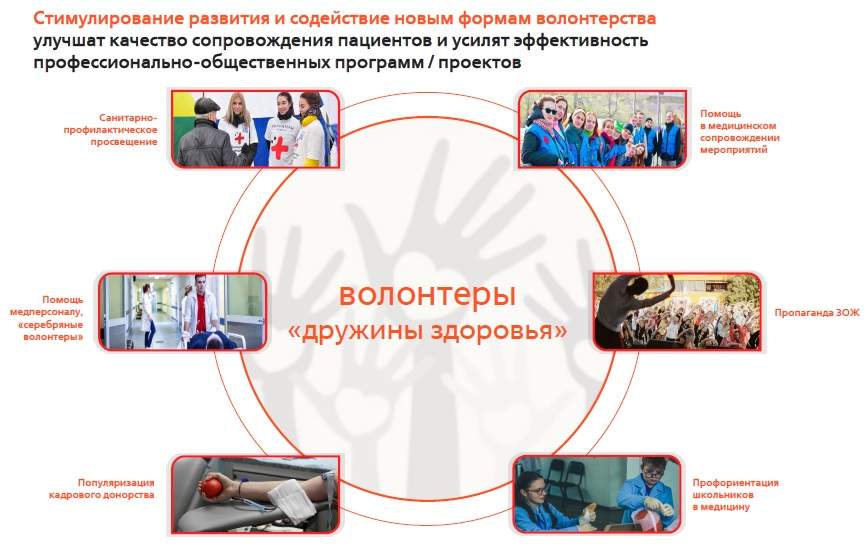 Стимулирование развития и содействие новым формам волонтерства
улучшат качество сопровождения пациентов и усилят эффективность
профессионально-общественных программ / проектов
Санитарно-
профилактическое
просвещение
Помощь
в медицинском
сопровождении
мероприятий
Помощь
медперсоналу,
«серебряные
волонтеры»
волонтеры
«дружины здоровья»
Пропаганда ЗОЖ
Популяризация
кадрового донорства
Профориентация
школьников
в медицину